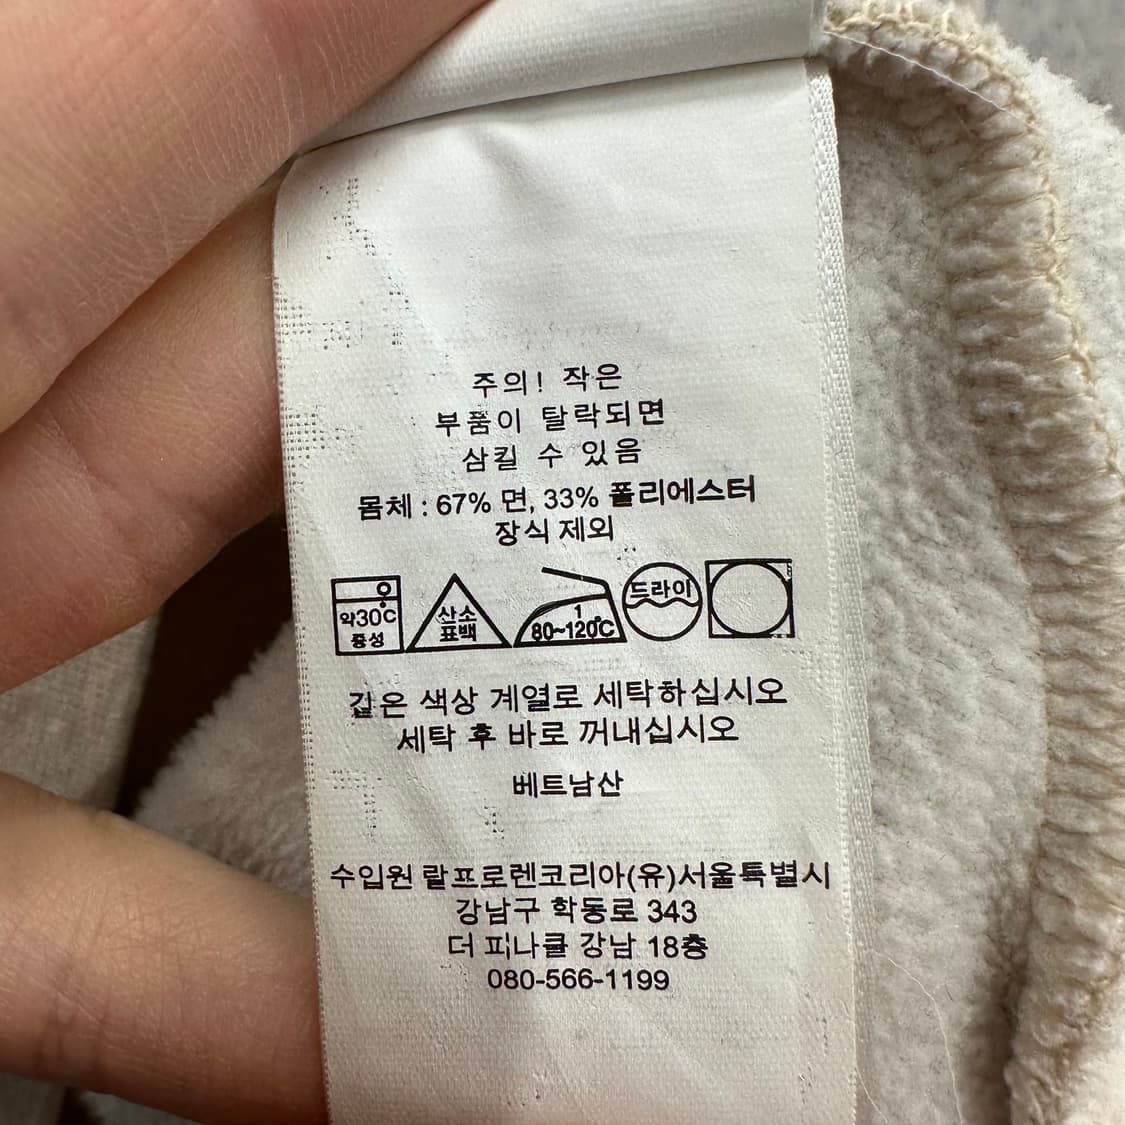 주의! 작은
부품이 탈락되면
삼킬 수 있음
몸체 : 67% 면, 33% 폴리에스터
장식 제외
약30℃
중성
산소
표백
1
80~120℃
드라이
같은 색상 계열로 세탁하십시오
세탁 후 바로 꺼내십시오
베트남산
수입원 랄프로렌코리아(유)서울특별시
강남구 학동로 343
더 피나클 강남 18층
080-566-1199